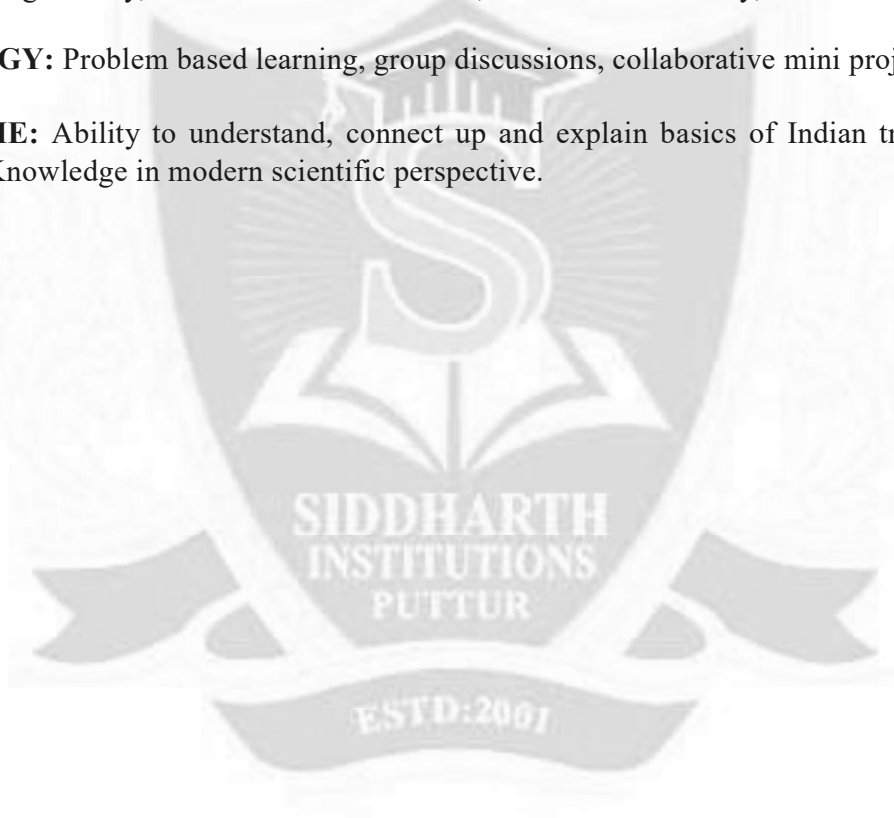 GY: Problem based learning, group discussions, collaborative mini proj
IE: Ability to understand, connect up and explain basics of Indian tr
Knowledge in modern scientific perspective.
S
SIDDHARTH
INSTITUTIONS
PUTTUR
ESTD:2001